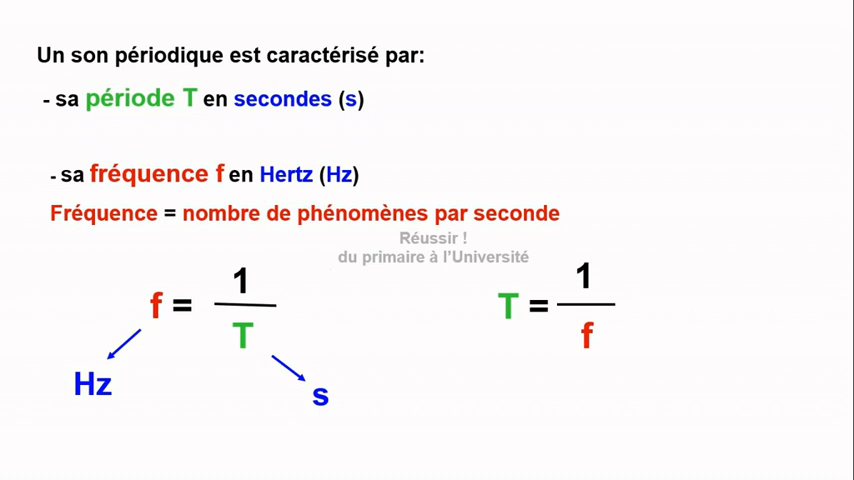 Un son périodique est caractérisé par:
- sa période T en secondes (s)
- sa fréquence f en Hertz (Hz)
Fréquence = nombre de phénomènes par seconde
Réussir !
du primaire à l'Université
f = 1 / T
T = 1 / f
Hz
s